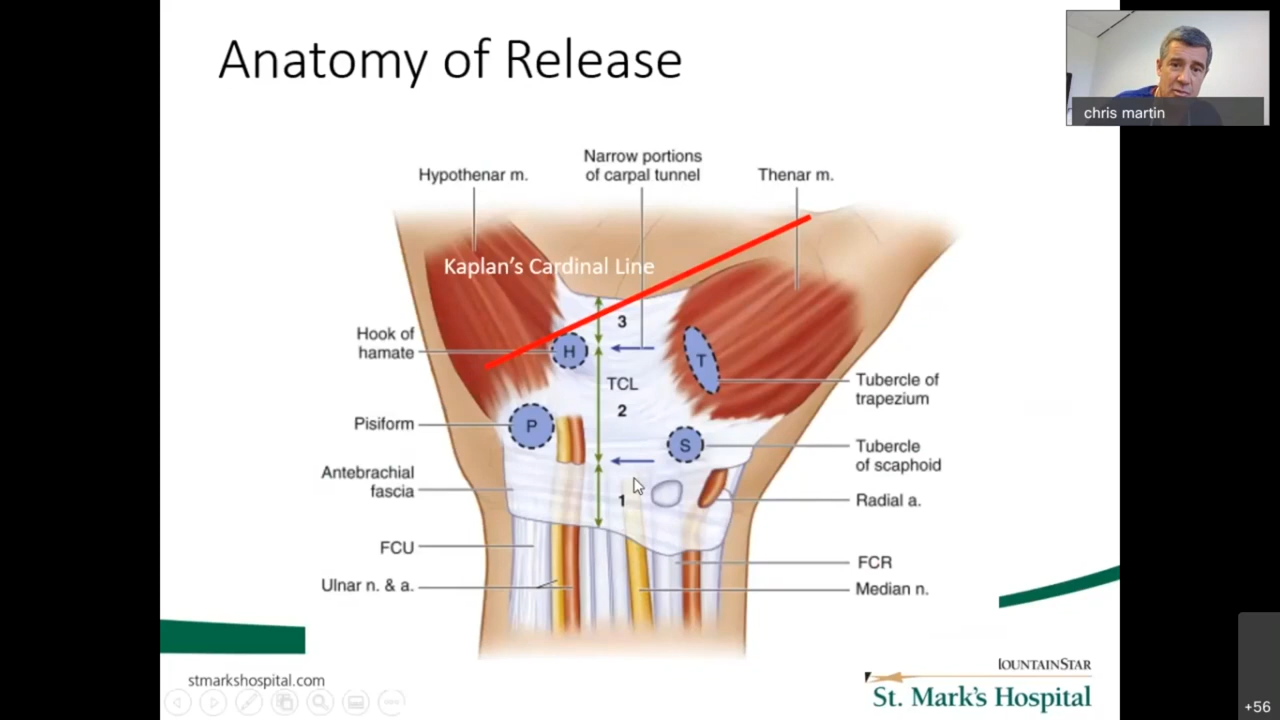 Anatomy of Release
chris martin
Narrow portions
of carpal tunnel
Hypothenar m.
Thenar m.
Kaplan's Cardinal Line
3
Hook of
hamate
H
T
TCL
2
Tubercle of
trapezium
Pisiform
P
S
Tubercle
of scaphoid
Antebrachial
fascia
1
Radial a.
FCU
FCR
Ulnar n. & a.
Median n.
stmarkshospital.com
IOUNTAINSTAR
St. Mark's Hospital
+56